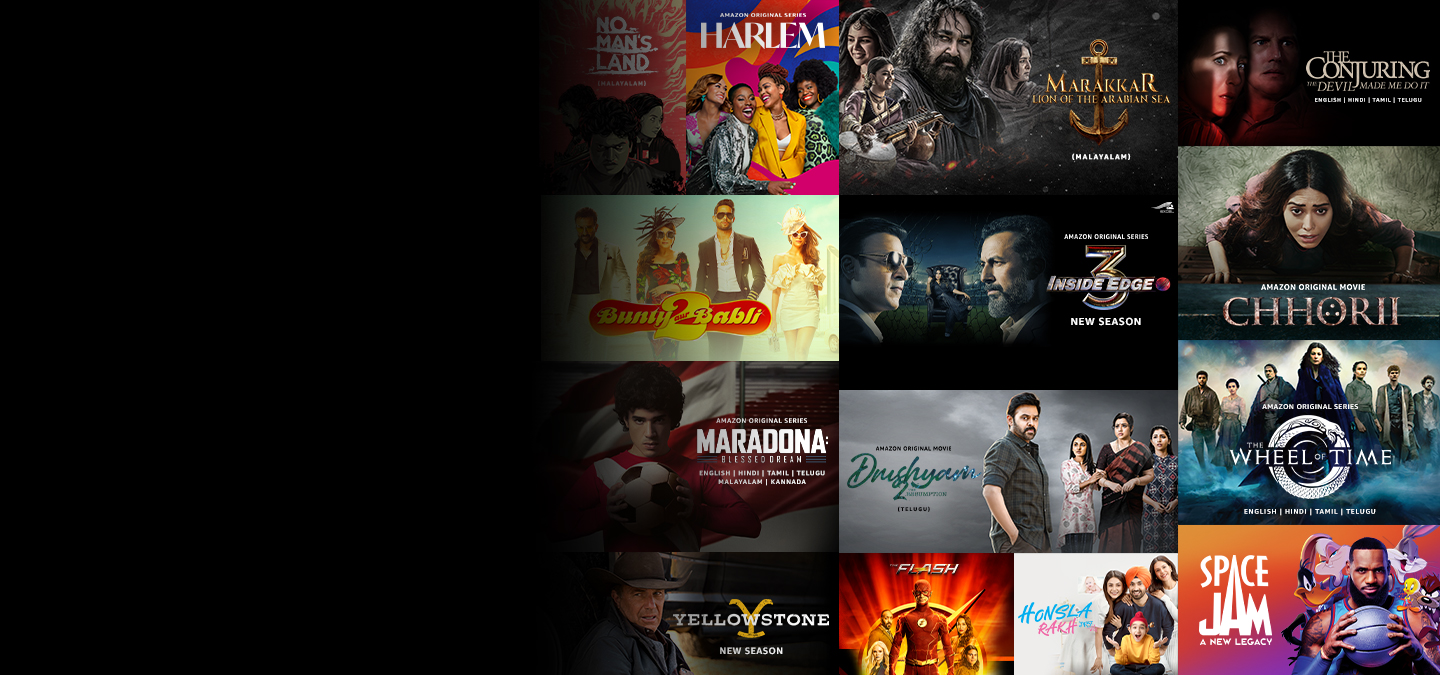 NO
MAN'S
LAND
(MALAYALAM)
AMAZON ORIGINAL SERIES
HARLEM
MARAKKAR
LION OF THE ARABIAN SEA
(MALAYALAM)
THE
CONJURING
THE DEVIL MADE ME DO IT
ENGLISH | HINDI | TAMIL | TELUGU
Bunty aur Babli
2
EXCEL
AMAZON ORIGINAL SERIES
3
INSIDE EDGE
NEW SEASON
AMAZON ORIGINAL MOVIE
CHHORII
AMAZON ORIGINAL SERIES
MARADONA:
BLESSED DREAM
ENGLISH | HINDI | TAMIL | TELUGU
MALAYALAM | KANNADA
AMAZON ORIGINAL MOVIE
Drushyam
2
RESUMPTION
(TELUGU)
AMAZON ORIGINAL SERIES
THE
WHEEL OF TIME
ENGLISH | HINDI | TAMIL | TELUGU
YELLOWSTONE
NEW SEASON
THE FLASH
HONSLA
RAKH
SPACE
JAM
A NEW LEGACY